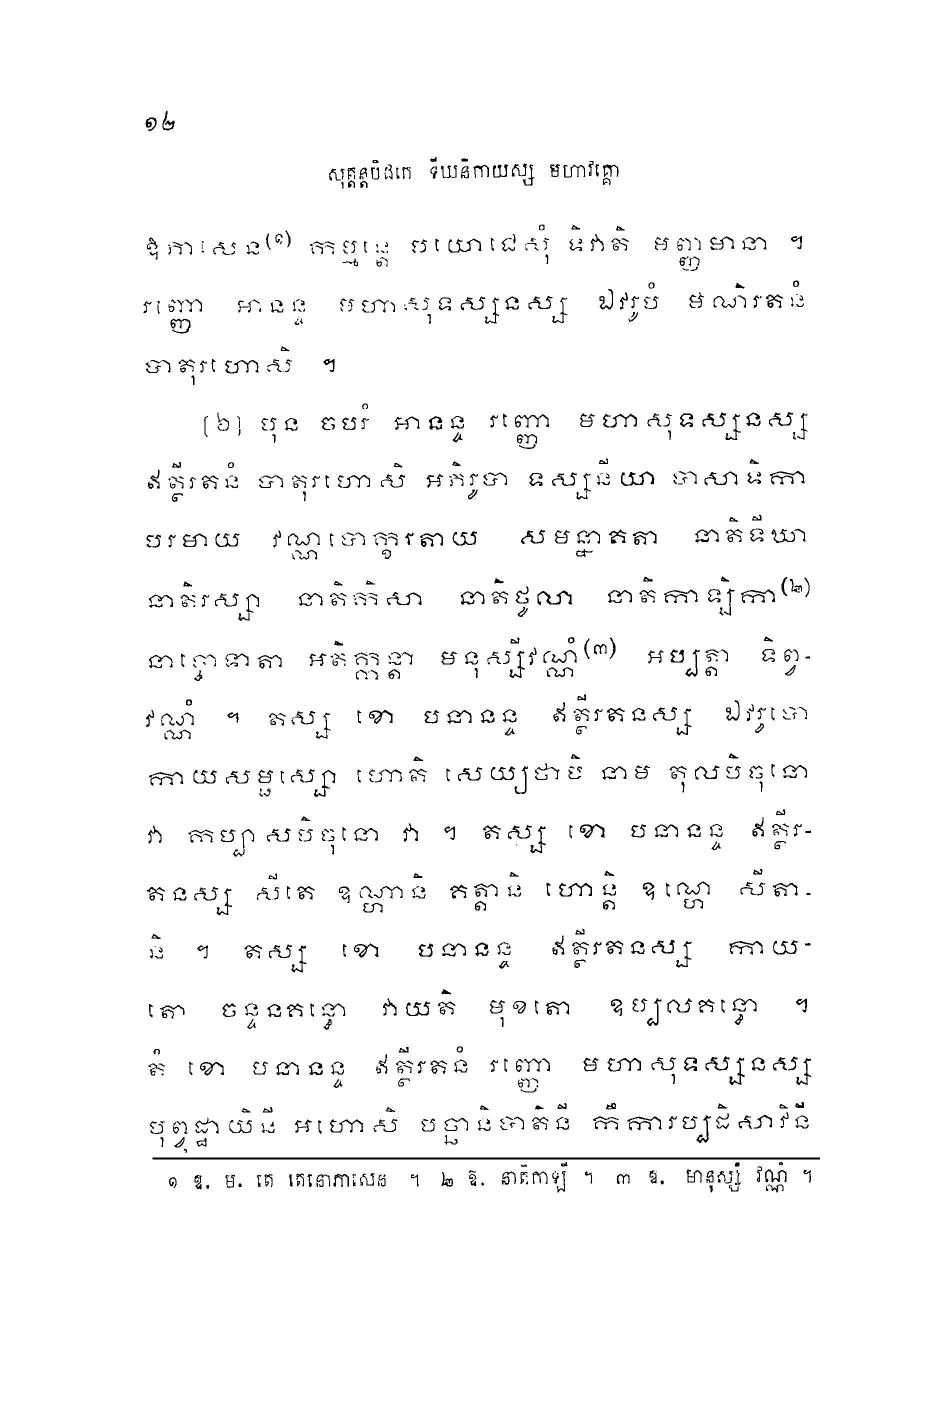 ១២
សុត្តន្តបិដកេ ទីឃនិកាយស្ស មហាវគ្គោ
ឱភាសេន(១) កម្មន្តេ បយោជេសុំ ទិវាតិ មញ្ញមានា ។
រញ្ញោ អានន្ទ មហាសុទស្សនស្ស ឯវរូបំ មណិរតនំ
បាតុរហោសិ ។
(៦) បុន ចបរំ អានន្ទ រញ្ញោ មហាសុទស្សនស្ស
ឥត្ថីរតនំ បាតុរហោសិ អភិរូបា ទស្សនីយា បាសាទិកា
បរមាយ វណ្ណបោក្ខរតាយ សមន្នាគតា នាតិទីឃា
នាតិរស្សា នាតិកិសា នាតិថូលា នាតិកាឡិកា(២)
នាច្ចោទាតា អតិក្កន្តា មនុស្សិវណ្ណំ(៣) អប្បត្តា ទិព្វ-
វណ្ណំ ។ តស្ស ខោ បនានន្ទ ឥត្ថីរតនស្ស ឯវរូបោ
កាយសម្ផស្សោ ហោតិ សេយ្យថាបិ នាម តុលបិចុនោ
វា កប្បាសបិចុនោ វា ។ តស្ស ខោ បនានន្ទ ឥត្ថីរ-
តនស្ស សីតេ ឧណ្ហានិ គត្តានិ ហោន្តិ ឧណ្ហេ សីតា-
និ ។ តស្ស ខោ បនានន្ទ ឥត្ថីរតនស្ស កាយ-
តោ ចន្ទនគន្ធោ វាយតិ មុខតោ ឧប្បលគន្ធោ ។
តំ ខោ បនានន្ទ ឥត្ថីរតនំ រញ្ញោ មហាសុទស្សនស្ស
បុព្វុដ្ឋាយិនី អហោសិ បច្ឆានិបាតិនី កឹការប្បដិសាវិនី
១ ឧ. ម. តេ តេនោភាសេន ។ ២ ឱ. នាតិកាឡី ។ ៣ ឧ. មានុស្សំ វណ្ណំ ។